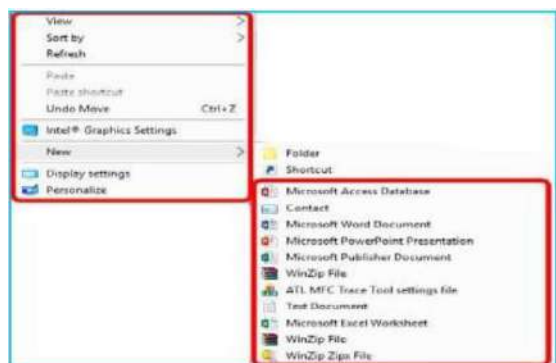 View
Sort by
Refresh
Paste
Paste shortcut
Undo Move Ctrl+Z
Intel® Graphics Settings
New
Display settings
Personalize
Folder
Shortcut
Microsoft Access Database
Contact
Microsoft Word Document
Microsoft PowerPoint Presentation
Microsoft Publisher Document
WinZip File
ATL MFC Trace Tool settings file
Text Document
Microsoft Excel Worksheet
WinZip File
WinZip Zipx File